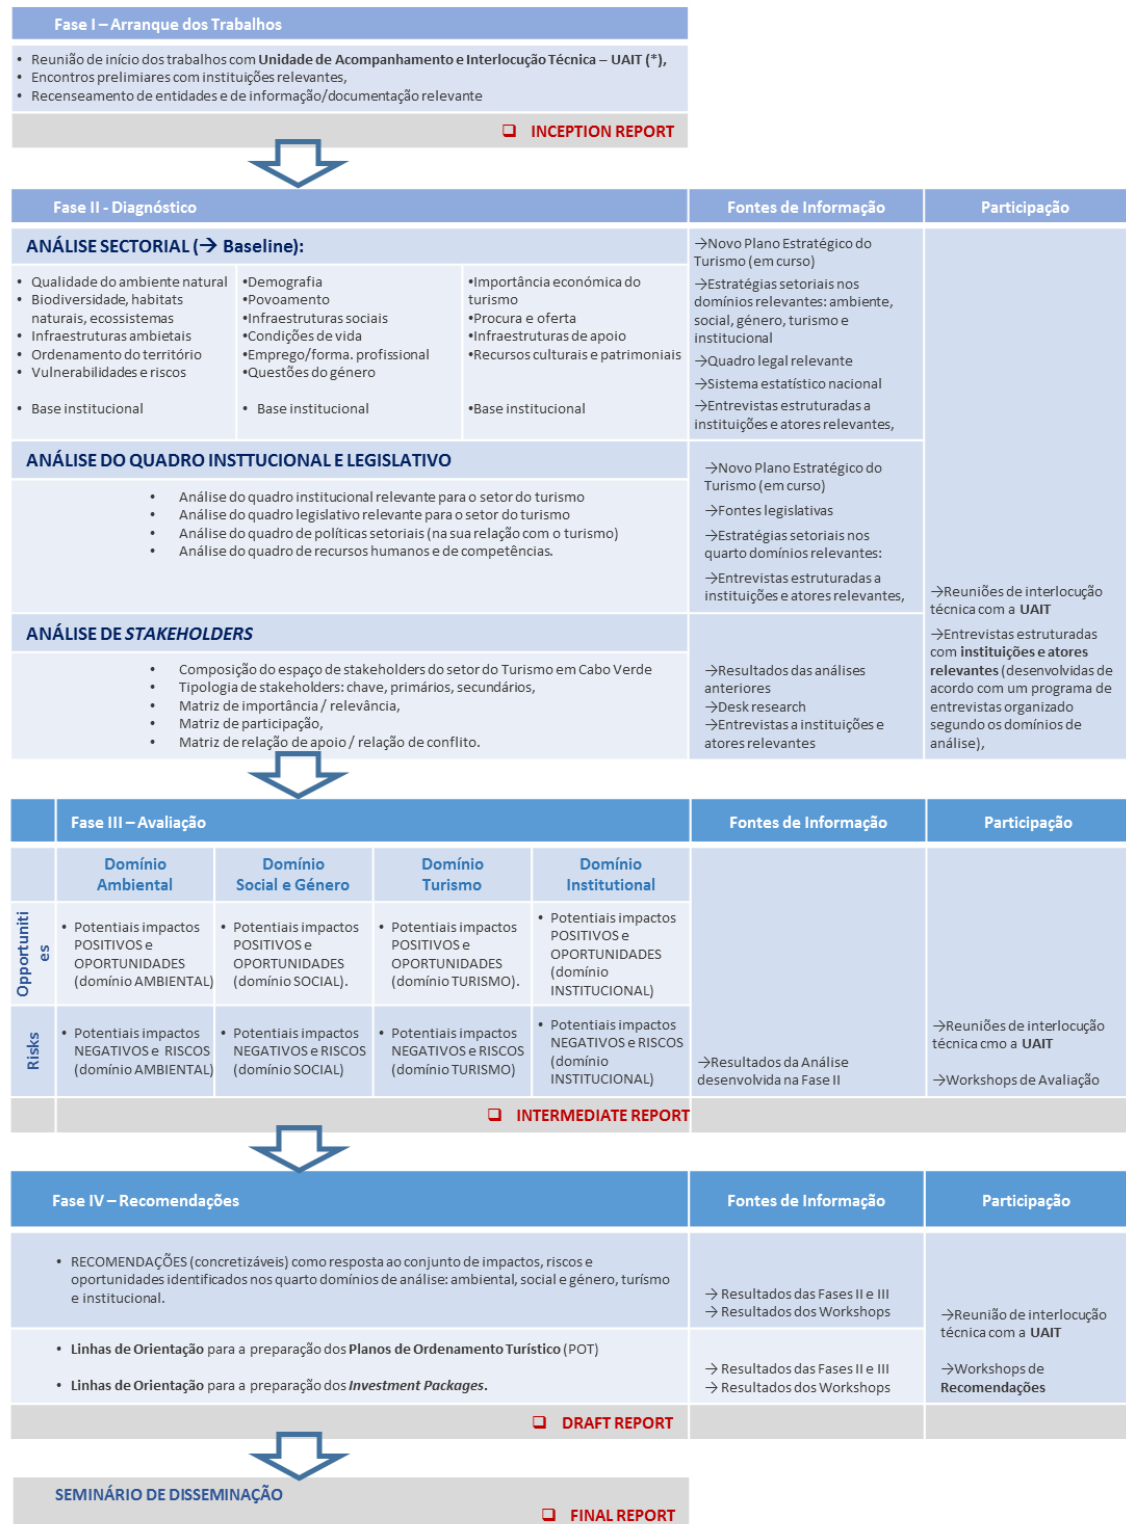 Fase I – Arranque dos Trabalhos
• Reunião de início dos trabalhos com Unidade de Acompanhamento e Interlocução Técnica – UAIT (*),
• Encontros prelimiares com instituições relevantes,
• Recenseamento de entidades e de informação/documentação relevante
❑ INCEPTION REPORT
Fase II - Diagnóstico
Fontes de Informação
Participação
ANÁLISE SECTORIAL (→ Baseline):
• Qualidade do ambiente natural
• Biodiversidade, habitats
naturais, ecossistemas
• Infraestruturas ambietais
• Ordenamento do território
• Vulnerabilidades e riscos
• Base institucional
•Demografia
•Povoamento
•Infraestruturas sociais
•Condições de vida
•Emprego/forma. profissional
•Questões do género
• Base institucional
•Importância económica do
turismo
•Procura e oferta
•Infraestruturas de apoio
•Recursos culturais e patrimoniais
•Base institucional
→Novo Plano Estratégico do
Turismo (em curso)
→Estratégias setoriais nos
domínios relevantes: ambiente,
social, género, turismo e
institucional
→Quadro legal relevante
→Sistema estatístico nacional
→Entrevistas estruturadas a
instituições e atores relevantes,
ANÁLISE DO QUADRO INSTTUCIONAL E LEGISLATIVO
• Análise do quadro institucional relevante para o setor do turismo
• Análise do quadro legislativo relevante para o setor do turismo
• Análise do quadro de políticas setoriais (na sua relação com o turismo)
• Análise do quadro de recursos humanos e de competências.
→Novo Plano Estratégico do
Turismo (em curso)
→Fontes legislativas
→Estratégias setoriais nos
quarto domínios relevantes:
→Entrevistas estruturadas a
instituições e atores relevantes,
ANÁLISE DE STAKEHOLDERS
• Composição do espaço de stakeholders do setor do Turismo em Cabo Verde
• Tipologia de stakeholders: chave, primários, secundários,
• Matriz de importância / relevância,
• Matriz de participação,
• Matriz de relação de apoio / relação de conflito.
→Resultados das análises
anteriores
→Desk research
→Entrevistas a instituições e
atores relevantes
→Reuniões de interlocução
técnica com a UAIT
→Entrevistas estruturadas
com instituições e atores
relevantes (desenvolvidas de
acordo com um programa de
entrevistas organizado
segundo os domínios de
análise),
Fase III – Avaliação
Fontes de Informação
Participação
Domínio
Ambiental
Domínio
Social e Género
Domínio
Turismo
Domínio
Institutional
Opportuniti
es
• Potentiais impactos
POSITIVOS e
OPORTUNIDADES
(domínio AMBIENTAL)
• Potentiais impactos
POSITIVOS e
OPORTUNIDADES
(domínio SOCIAL).
• Potentiais impactos
POSITIVOS e
OPORTUNIDADES
(domínio TURISMO).
• Potentiais impactos
POSITIVOS e
OPORTUNIDADES
(domínio
INSTITUCIONAL)
Risks
• Potentiais impactos
NEGATIVOS e RISCOS
(domínio AMBIENTAL)
• Potentiais impactos
NEGATIVOS e RISCOS
(domínio SOCIAL)
• Potentiais impactos
NEGATIVOS e RISCOS
(domínio TURISMO)
• Potentiais impactos
NEGATIVOS e RISCOS
(domínio
INSTITUCIONAL)
→Resultados da Análise
desenvolvida na Fase II
→Reuniões de interlocução
técnica cmo a UAIT
→Workshops de Avaliação
❑ INTERMEDIATE REPORT
Fase IV – Recomendações
Fontes de Informação
Participação
• RECOMENDAÇÕES (concretizáveis) como resposta ao conjunto de impactos, riscos e
oportunidades identificados nos quarto domínios de análise: ambiental, social e género, turísmo
e institucional.
→ Resultados das Fases II e III
→ Resultados dos Workshops
• Linhas de Orientação para a preparação dos Planos de Ordenamento Turístico (POT)
• Linhas de Orientação para a preparação dos Investment Packages.
→ Resultados das Fases II e III
→ Resultados dos Workshops
→Reunião de interlocução
técnica com a UAIT
→Workshops de
Recomendações
❑ DRAFT REPORT
SEMINÁRIO DE DISSEMINAÇÃO
❑ FINAL REPORT